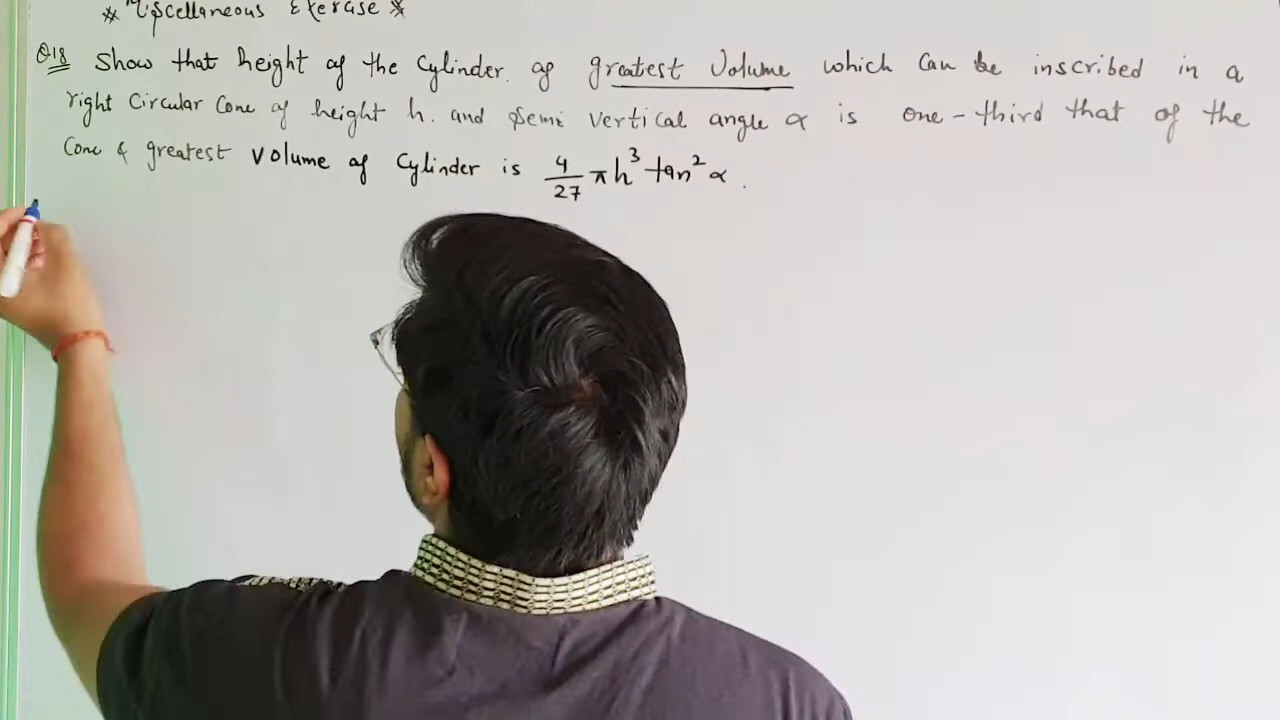 * Miscellaneous Exercise *
Q18 Show that height of the Cylinder of greatest Volume which Can be inscribed in a
right Circular Cone of height h. and semi vertical angle α is one-third that of the
Cone & greatest volume of Cylinder is 4/27 πh³ tan² α.